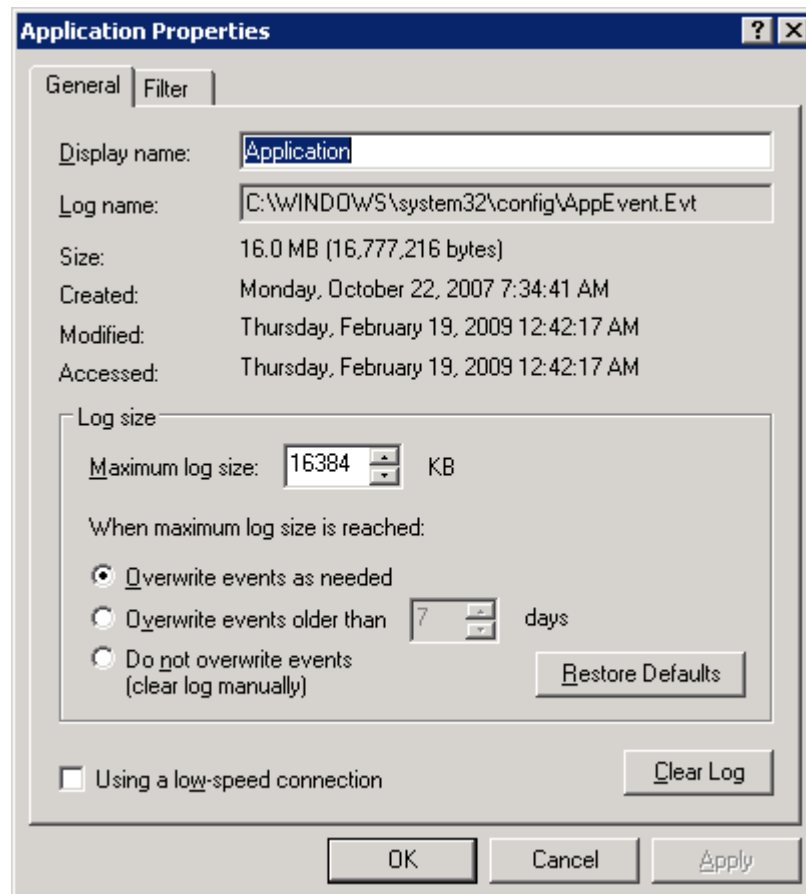 Application Properties
General Filter
Display name: Application
Log name: C:\WINDOWS\system32\config\AppEvent.Evt
Size: 16.0 MB (16,777,216 bytes)
Created: Monday, October 22, 2007 7:34:41 AM
Modified: Thursday, February 19, 2009 12:42:17 AM
Accessed: Thursday, February 19, 2009 12:42:17 AM
Log size
Maximum log size: 16384 KB
When maximum log size is reached:
Overwrite events as needed
Overwrite events older than 7 days
Do not overwrite events
(clear log manually)
Restore Defaults
Using a low-speed connection
Clear Log
OK Cancel Apply